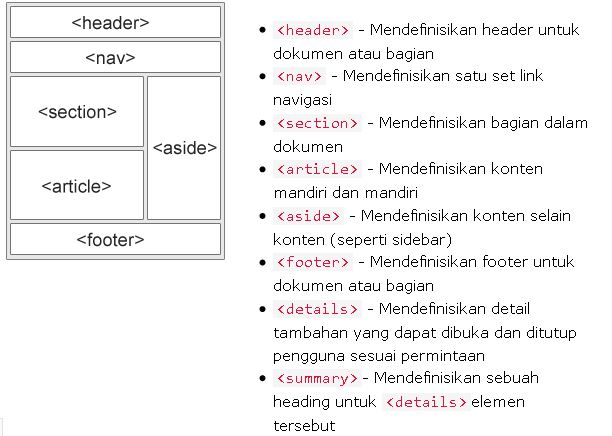 <header>
<nav>
<section>
<aside>
<article>
<footer>
<header> - Mendefinisikan header untuk
dokumen atau bagian
<nav> - Mendefinisikan satu set link
navigasi
<section> - Mendefinisikan bagian dalam
dokumen
<article> - Mendefinisikan konten
mandiri dan mandiri
<aside> - Mendefinisikan konten selain
konten (seperti sidebar)
<footer> - Mendefinisikan footer untuk
dokumen atau bagian
<details> - Mendefinisikan detail
tambahan yang dapat dibuka dan ditutup
pengguna sesuai permintaan
<summary> - Mendefinisikan sebuah
heading untuk <details> elemen
tersebut